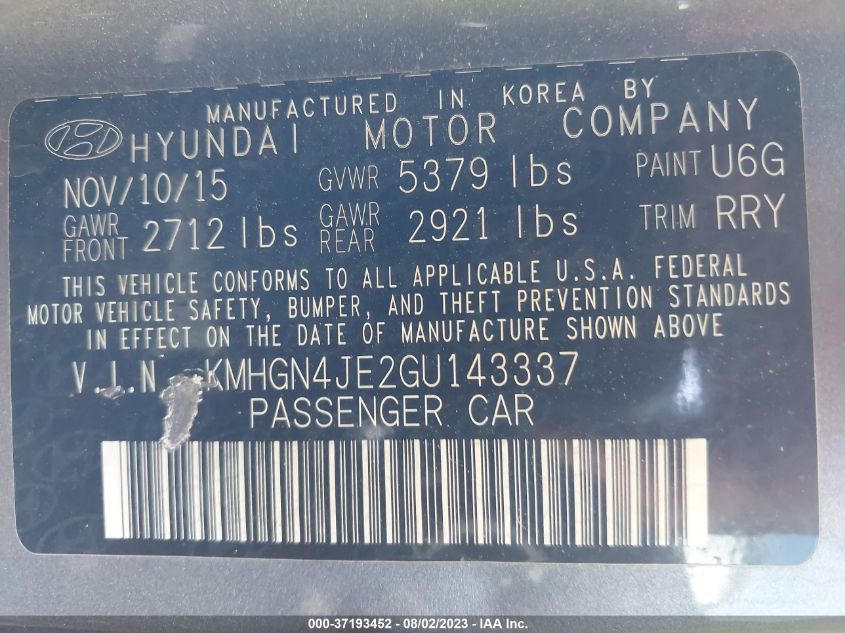 MANUFACTURED IN KOREA BY
HYUNDAI MOTOR COMPANY
NOV/10/15 GVWR 5379 lbs PAINT U6G
GAWR FRONT 2712 lbs GAWR REAR 2921 lbs TRIM RRY
THIS VEHICLE CONFORMS TO ALL APPLICABLE U.S.A. FEDERAL
MOTOR VEHICLE SAFETY, BUMPER, AND THEFT PREVENTION STANDARDS
IN EFFECT ON THE DATE OF MANUFACTURE SHOWN ABOVE
V.I.N KMHGN4JE2GU143337
PASSENGER CAR
000-37193452 - 08/02/2023 - IAAI.com